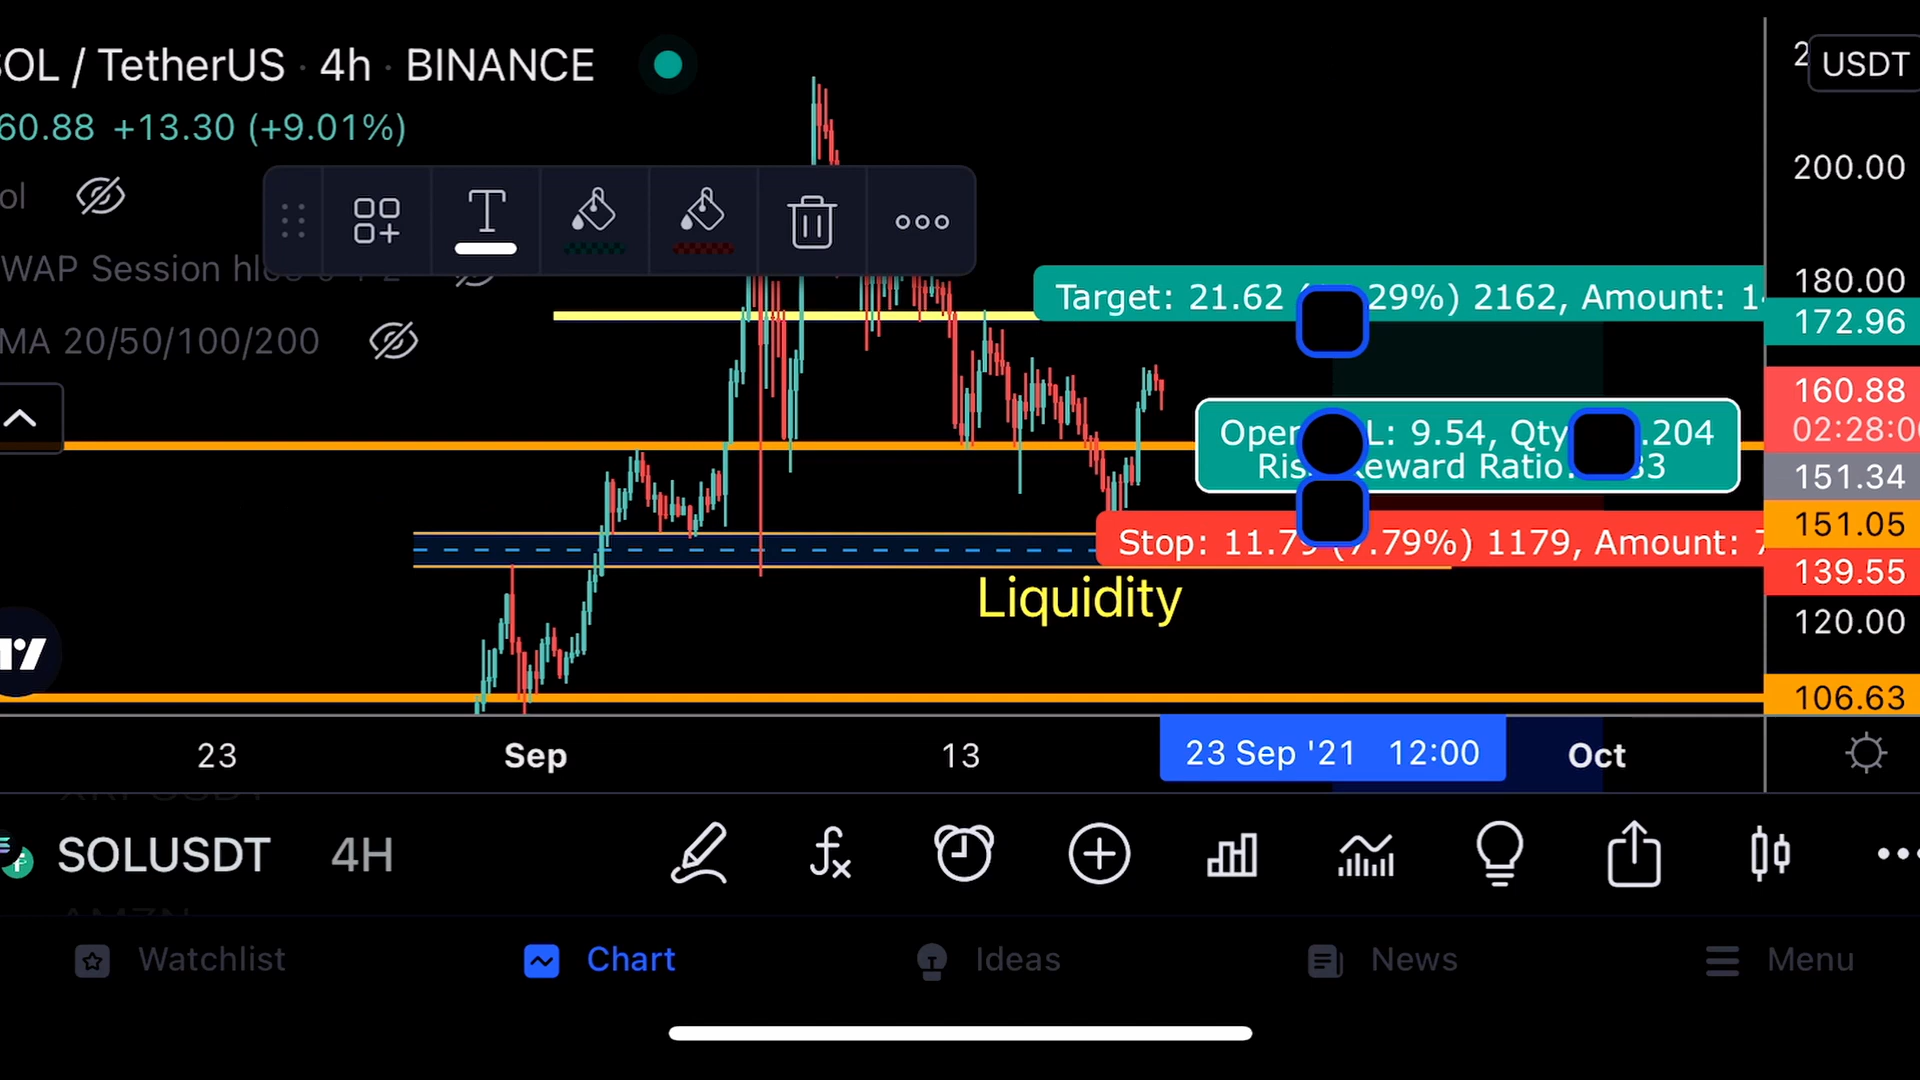 OL / TetherUS · 4h · BINANCE
60.88 +13.30 (+9.01%)
ol
WAP Session
MA 20/50/100/200
USDT
200.00
180.00
172.96
160.88
02:28:0
151.34
151.05
139.55
120.00
106.63
Target: 21.62 29%) 2162, Amount: 1
Open L: 9.54, Qty .204
Reward Ratio:
Stop: 11.79 (7.79%) 1179, Amount: 7
Liquidity
23 Sep 13 23 Sep '21 12:00 Oct
SOLUSDT 4H
Watchlist Chart Ideas News Menu